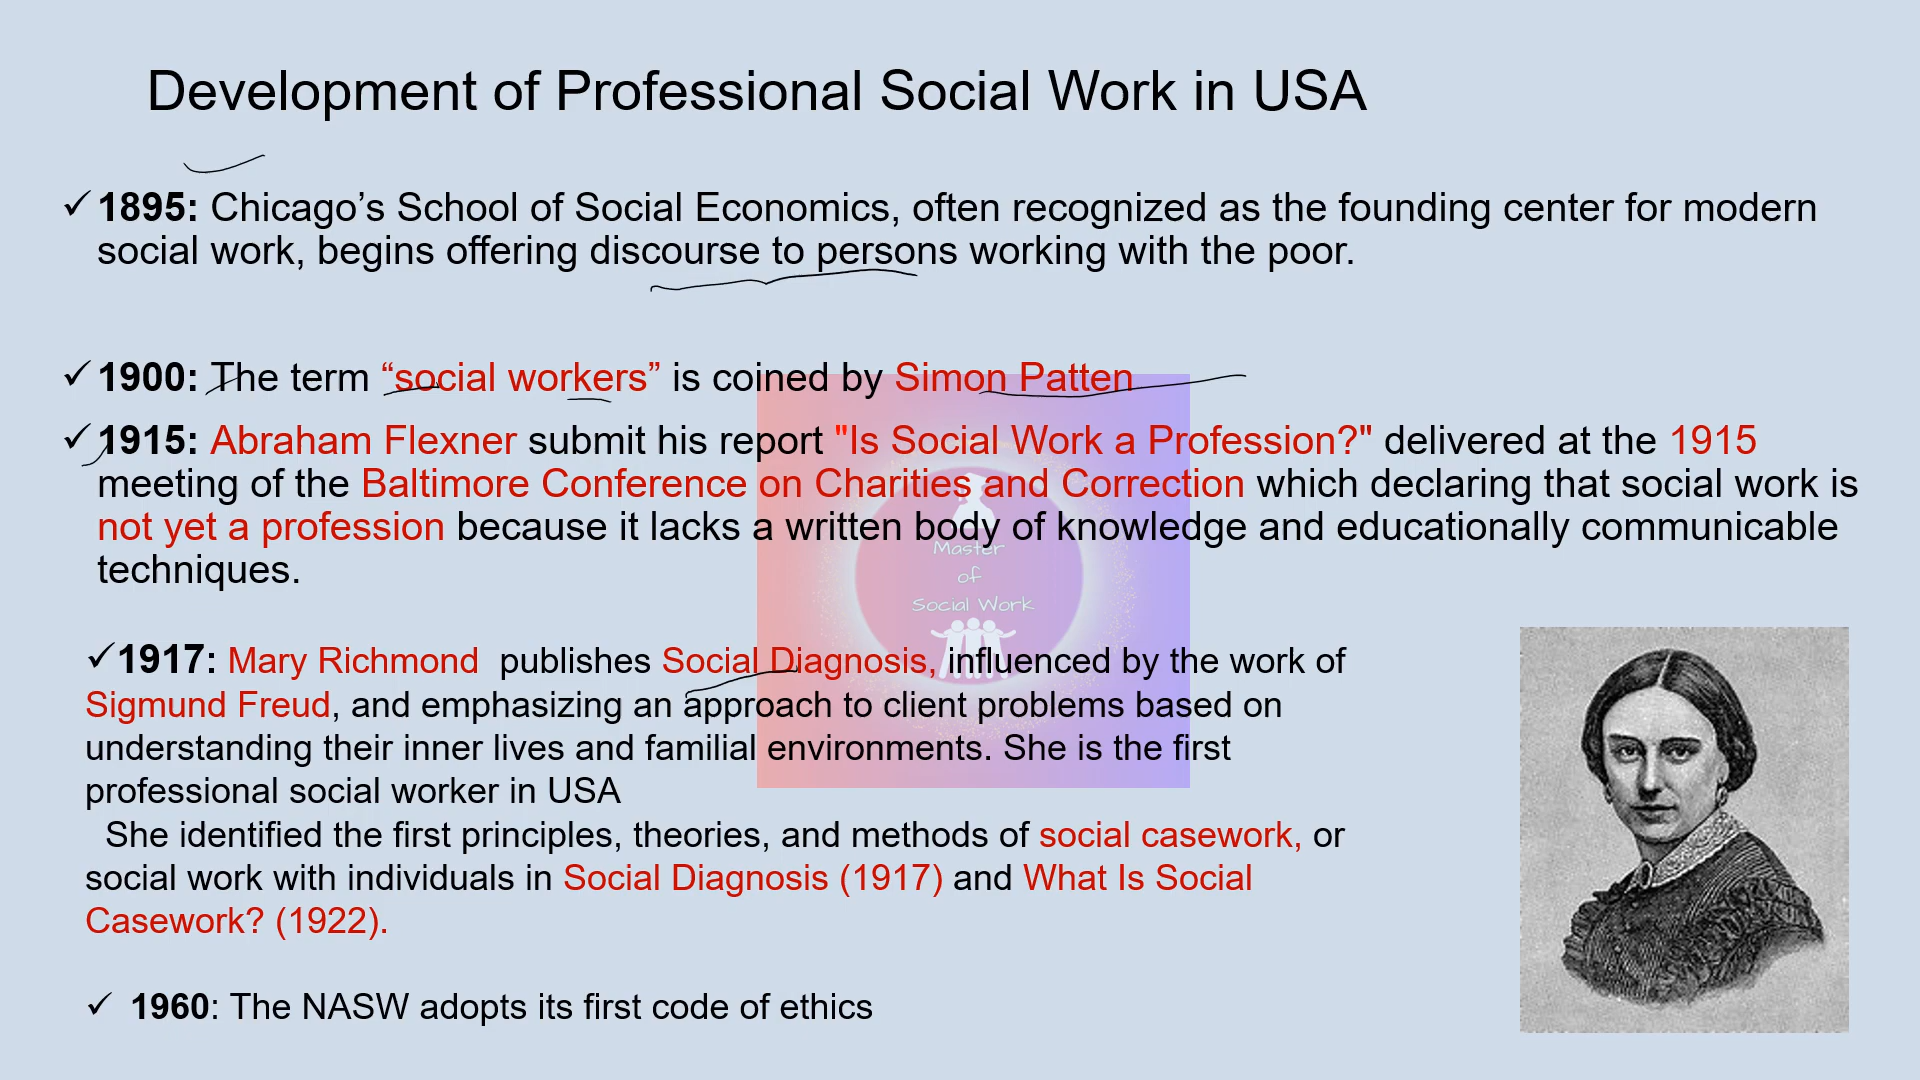 Development of Professional Social Work in USA
✓ 1895: Chicago’s School of Social Economics, often recognized as the founding center for modern
social work, begins offering discourse to persons working with the poor.
✓ 1900: The term “social workers” is coined by Simon Patten
✓ 1915: Abraham Flexner submit his report "Is Social Work a Profession?" delivered at the 1915
meeting of the Baltimore Conference on Charities and Correction which declaring that social work is
not yet a profession because it lacks a written body of knowledge and educationally communicable
techniques.
Master
of
Social Work
✓1917: Mary Richmond publishes Social Diagnosis, influenced by the work of
Sigmund Freud, and emphasizing an approach to client problems based on
understanding their inner lives and familial environments. She is the first
professional social worker in USA
She identified the first principles, theories, and methods of social casework, or
social work with individuals in Social Diagnosis (1917) and What Is Social
Casework? (1922).
✓ 1960: The NASW adopts its first code of ethics